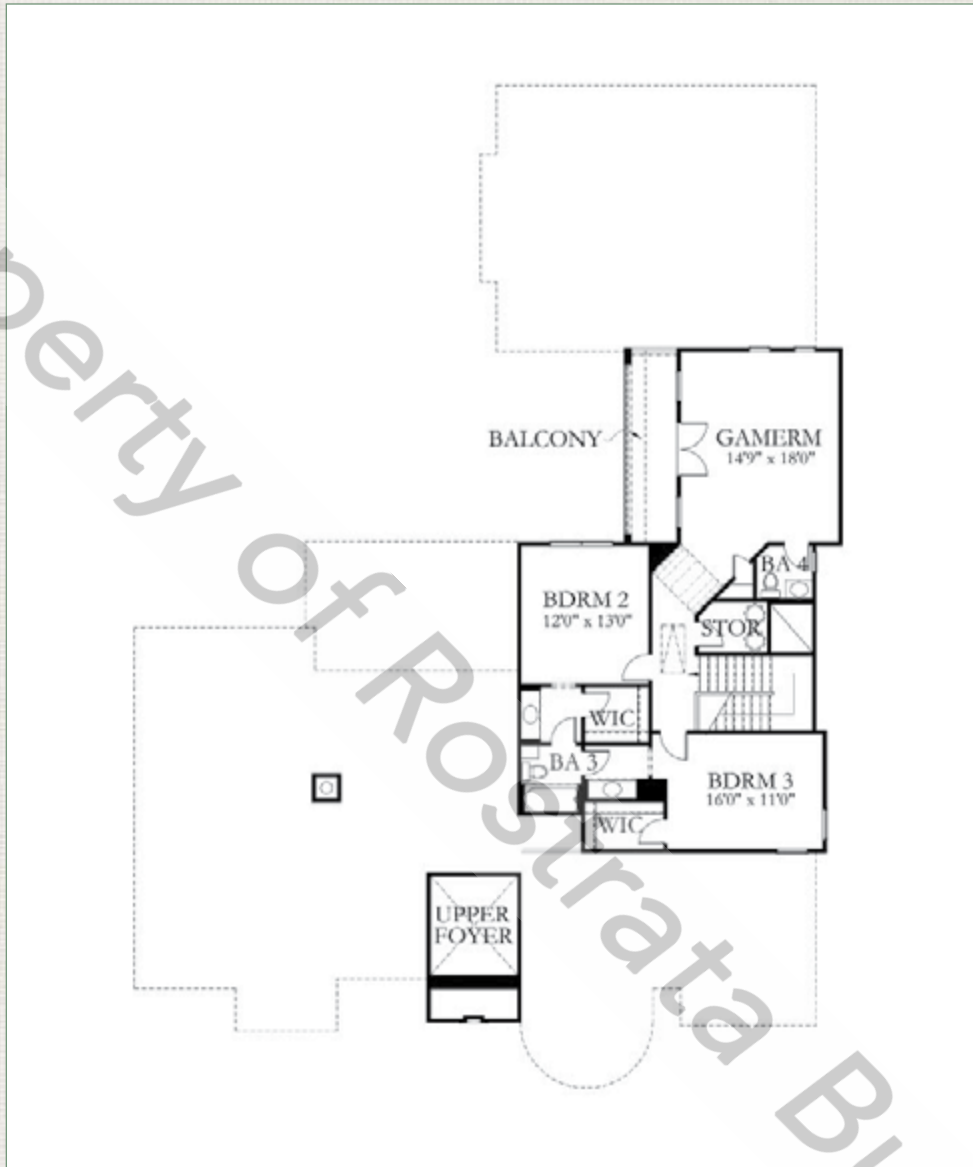 BALCONY
GAMERM
14'9" x 18'0"
BA 4
BDRM 2
12'0" x 13'0"
STOR
WIC
BA 3
BDRM 3
16'0" x 11'0"
WIC
UPPER
FOYER
perty of Rostrata Bu